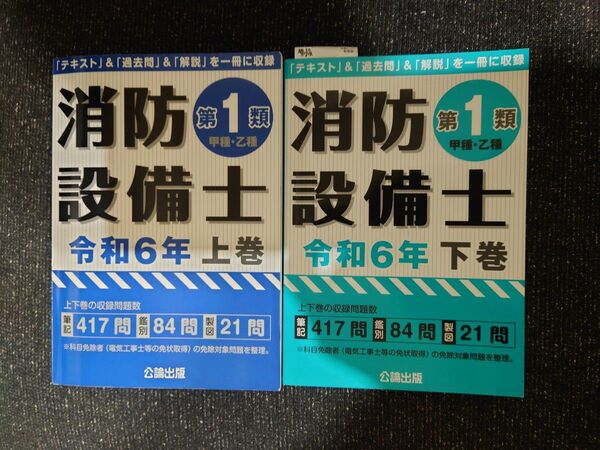 「テキスト」&「過去問」&「解説」を一冊に収録
消防
設備士
第1類
甲種・乙種
令和6年 上巻
上下巻の収録問題数
筆記 417問 鑑別 84問 製図 21問
※科目免除者(電気工事士等の免状取得)の免除対象問題を整理。
公論出版
「テキスト」&「過去問」&「解説」を一冊に収録
消防
設備士
第1類
甲種・乙種
令和6年 下巻
上下巻の収録問題数
筆記 417問 鑑別 84問 製図 21問
※科目免除者(電気工事士等の免状取得)の免除対象問題を整理。
公論出版